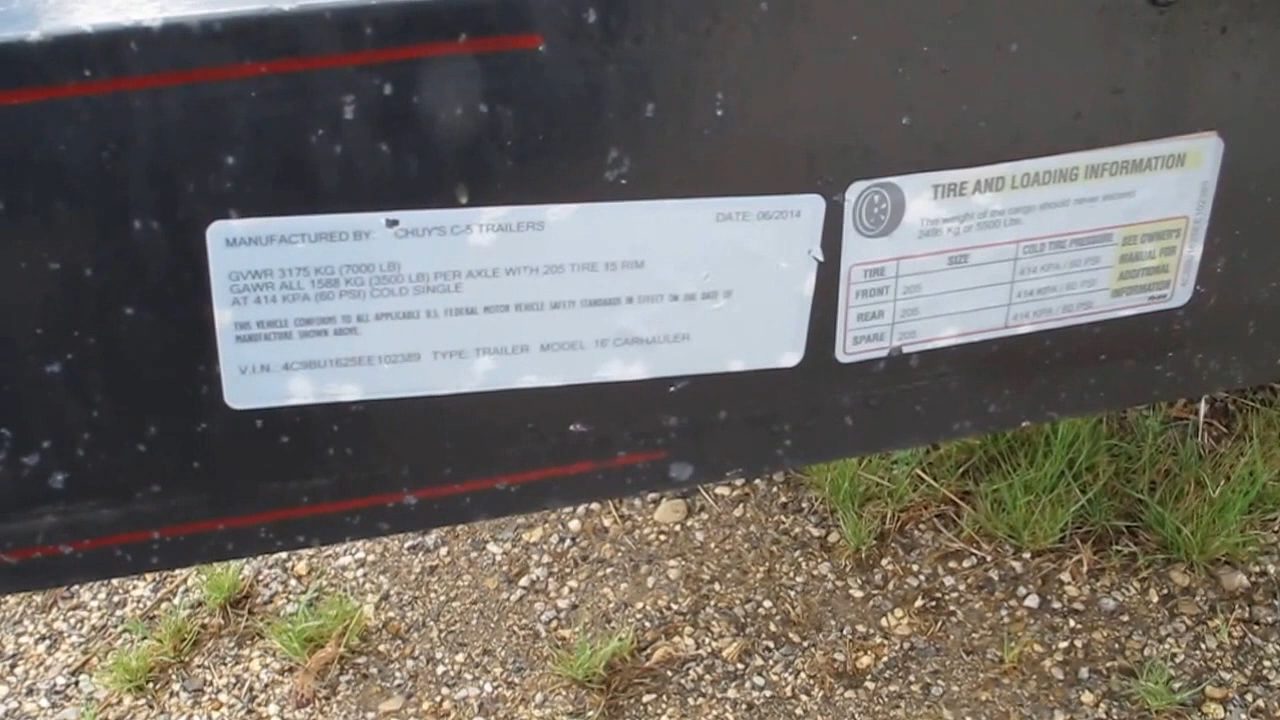 MANUFACTURED BY: CHUY'S C-5 TRAILERS DATE: 06/2014
GVWR 3175 KG (7000 LB)
GAWR ALL 1588 KG (3500 LB) PER AXLE WITH 205 TIRE 15 RIM
AT 414 KPA (60 PSI) COLD SINGLE
THIS VEHICLE CONFORMS TO ALL APPLICABLE U.S. FEDERAL MOTOR VEHICLE SAFETY STANDARDS IN EFFECT ON THE DATE OF
MANUFACTURE SHOWN ABOVE.
V.I.N.: 4C9BU1625EE102389 TYPE: TRAILER MODEL: 16' CARHAULER
TIRE AND LOADING INFORMATION
The weight of the cargo should never exceed
2495 Kg or 5500 Lbs.
TIRE SIZE COLD TIRE PRESSURE
FRONT 205 414 KPA / 60 PSI
REAR 205 414 KPA / 60 PSI
SPARE 205 414 KPA / 60 PSI
SEE OWNER'S
MANUAL FOR
ADDITIONAL
INFORMATION